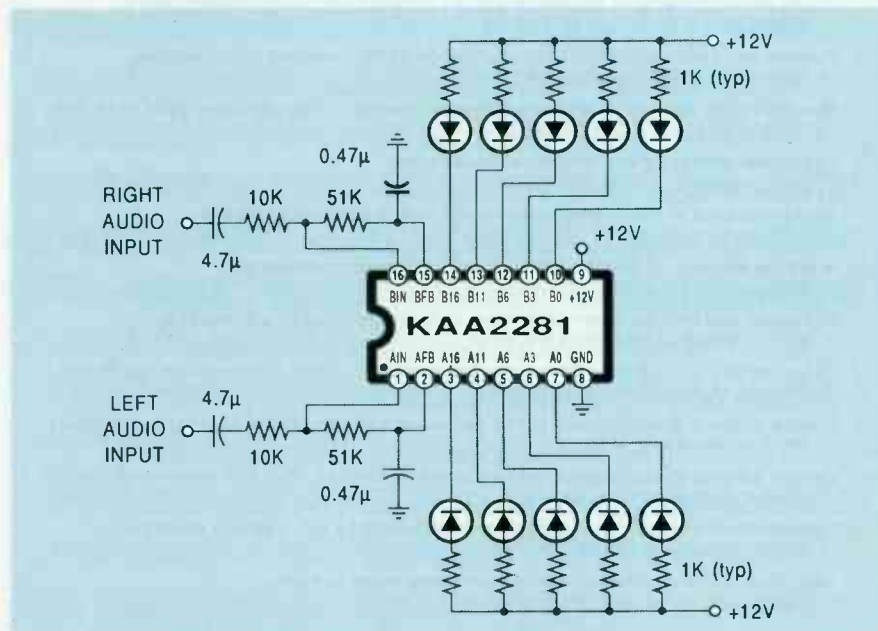 +12V
1K (typ)
0.47µ
RIGHT
AUDIO
INPUT
10K
51K
4.7µ
+12V
16 15 14 13 12 11 10 9
BIN BFB B16 B11 B6 B3 B0 +12V
KAA2281
AIN AFB A16 A11 A6 A3 A0 GND
1 2 3 4 5 6 7 8
LEFT
AUDIO
INPUT
4.7µ
10K
51K
0.47µ
1K (typ)
+12V